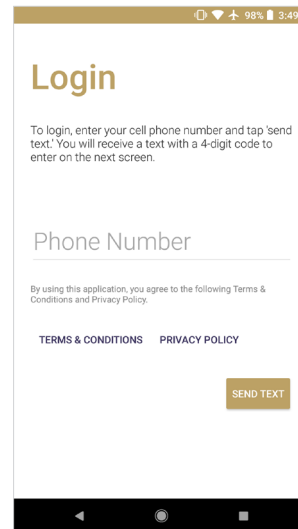 98% 3:49
Login
To login, enter your cell phone number and tap 'send
text.' You will receive a text with a 4-digit code to
enter on the next screen.
Phone Number
By using this application, you agree to the following Terms &
Conditions and Privacy Policy.
TERMS & CONDITIONS PRIVACY POLICY
SEND TEXT